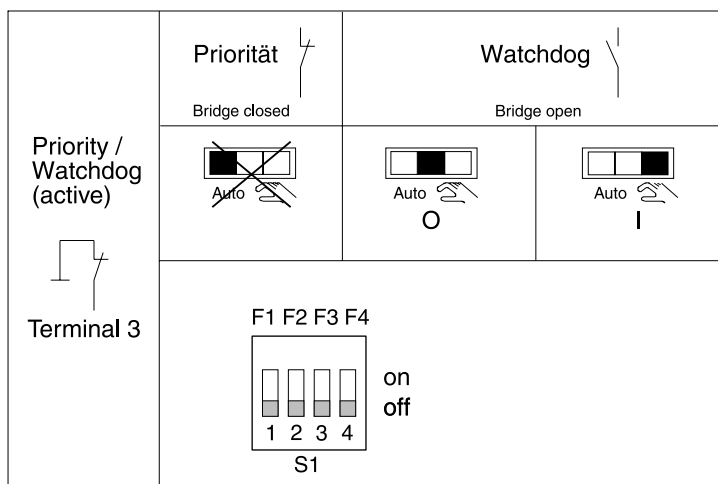 Priorität
Watchdog
Bridge closed
Bridge open
Priority /
Watchdog
(active)
Auto
Auto
O
Auto
I
Terminal 3
F1 F2 F3 F4
on
off
1 2 3 4
S1